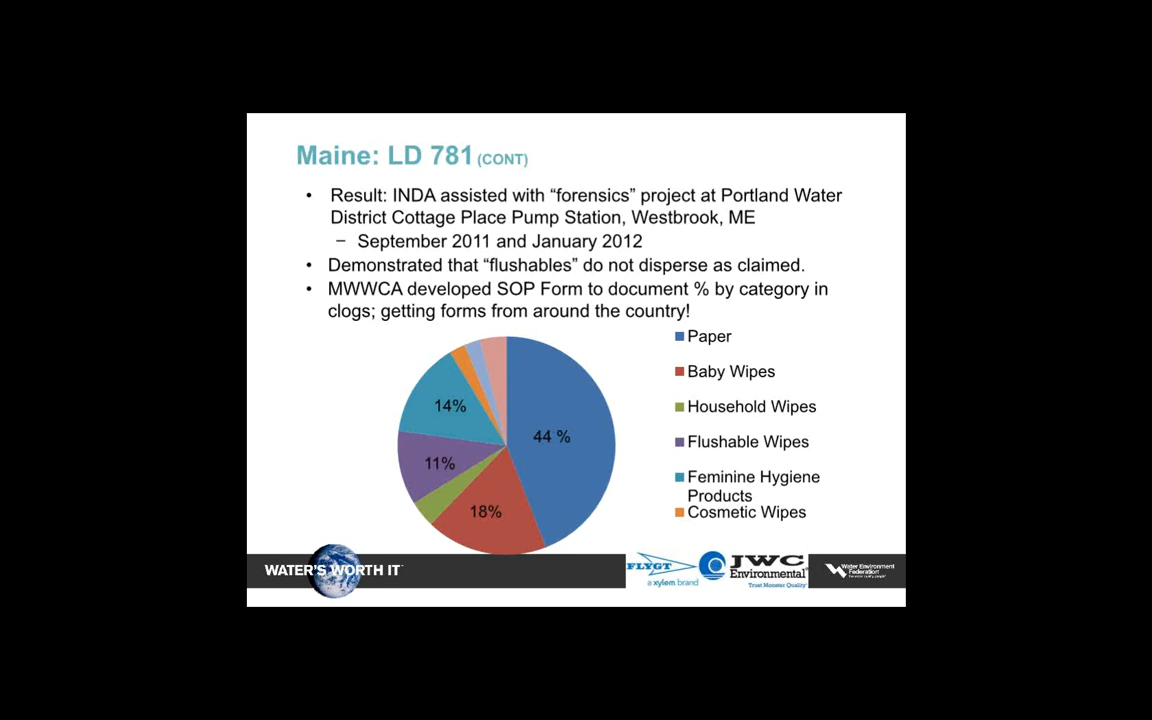 Maine: LD 781 (CONT)
• Result: INDA assisted with “forensics” project at Portland Water
District Cottage Place Pump Station, Westbrook, ME
– September 2011 and January 2012
• Demonstrated that “flushables” do not disperse as claimed.
• MWWCA developed SOP Form to document % by category in
clogs; getting forms from around the country!
Paper
Baby Wipes
Household Wipes
Flushable Wipes
Feminine Hygiene
Products
Cosmetic Wipes
14%
44 %
11%
18%
WATER'S WORTH IT
FLYGT
a xylem brand
JWC
Environmental
Trust Monster Quality
Water Environment
Federation
the water quality people